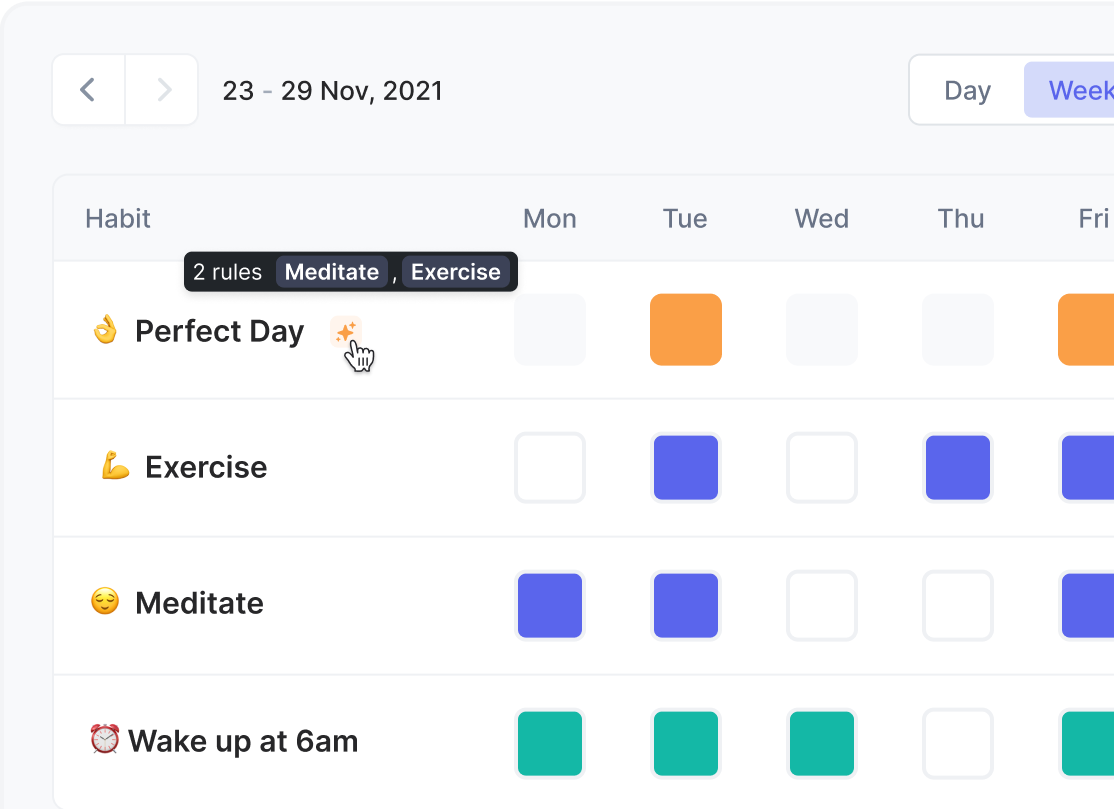 23 - 29 Nov, 2021
Day Week
Habit Mon Tue Wed Thu Fri
2 rules Meditate , Exercise
Perfect Day
Exercise
Meditate
Wake up at 6am